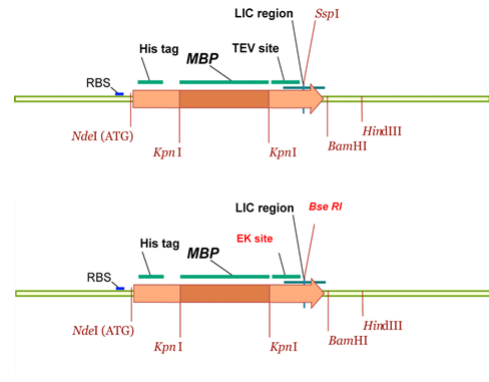 LIC region
SspI
His tag
MBP
TEV site
RBS
NdeI (ATG)
KpnI
KpnI
BamHI
HindIII
LIC region
Bse RI
His tag
MBP
EK site
RBS
NdeI (ATG)
KpnI
KpnI
BamHI
HindIII